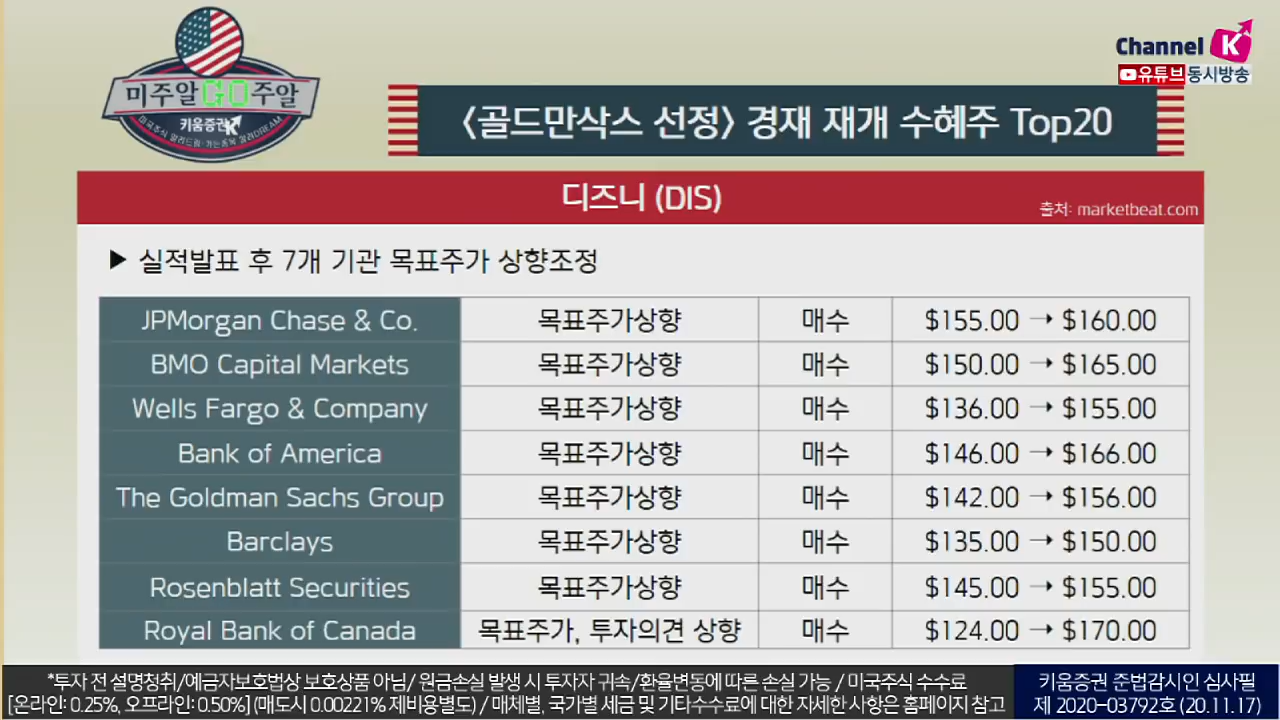 Channel K
유튜브 동시방송
미주알GO주알
키움증권
<골드만삭스 선정> 경재 재개 수혜주 Top20
디즈니 (DIS)
출처: marketbeat.com
▶ 실적발표 후 7개 기관 목표주가 상향조정
JPMorgan Chase & Co. 목표주가상향 매수 $155.00 → $160.00
BMO Capital Markets 목표주가상향 매수 $150.00 → $165.00
Wells Fargo & Company 목표주가상향 매수 $136.00 → $155.00
Bank of America 목표주가상향 매수 $146.00 → $166.00
The Goldman Sachs Group 목표주가상향 매수 $142.00 → $156.00
Barclays 목표주가상향 매수 $135.00 → $150.00
Rosenblatt Securities 목표주가상향 매수 $145.00 → $155.00
Royal Bank of Canada 목표주가, 투자의견 상향 매수 $124.00 → $170.00
*투자 전 설명청취/예금자보호법상 보호상품 아님/ 원금손실 발생 시 투자자 귀속/환율변동에 따른 손실 가능 / 미국주식 수수료
[온라인: 0.25%, 오프라인: 0.50%] (매도시 0.00221% 제비용별도) / 매체별, 국가별 세금 및 기타수수료에 대한 자세한 사항은 홈페이지 참고
키움증권 준법감시인 심사필
제 2020-03792호 (20.11.17)